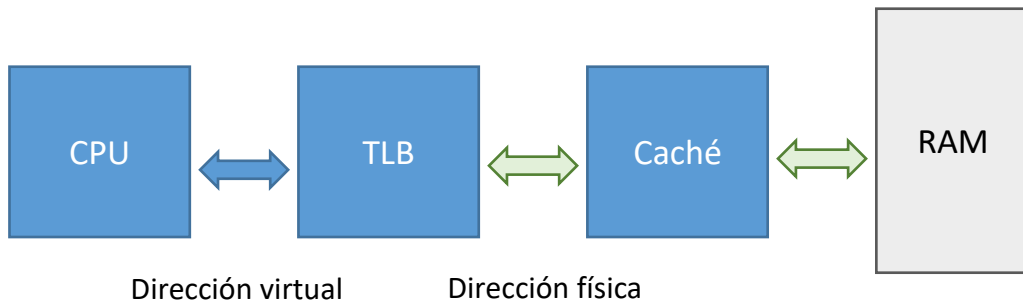 CPU
TLB
Caché
RAM
Dirección virtual
Dirección física